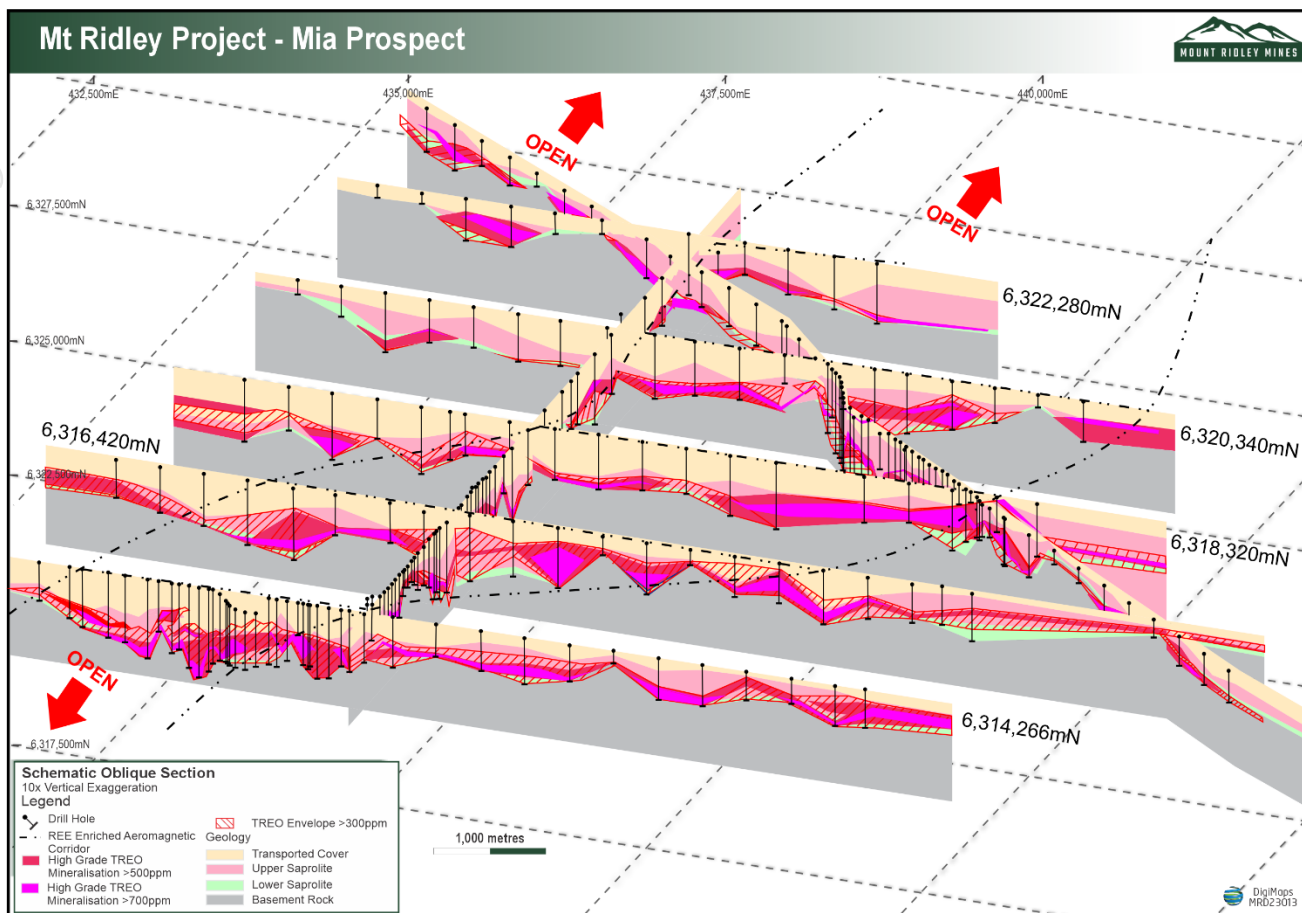 Mt Ridley Project - Mia Prospect
MOUNT RIDLEY MINES
432,500mE
435,000mE
437,500mE
440,000mE
OPEN
OPEN
6,327,500mN
6,322,280mN
6,325,000mN
6,320,340mN
6,316,420mN
6,322,500mN
6,318,320mN
OPEN
6,314,266mN
6,317,500mN
Schematic Oblique Section
10x Vertical Exaggeration
Legend
Drill Hole
REE Enriched Aeromagnetic
Corridor
High Grade TREO
Mineralisation >500ppm
High Grade TREO
Mineralisation >700ppm
TREO Envelope >300ppm
Geology
Transported Cover
Upper Saprolite
Lower Saprolite
Basement Rock
1,000 metres
DigiMaps
MRD23013